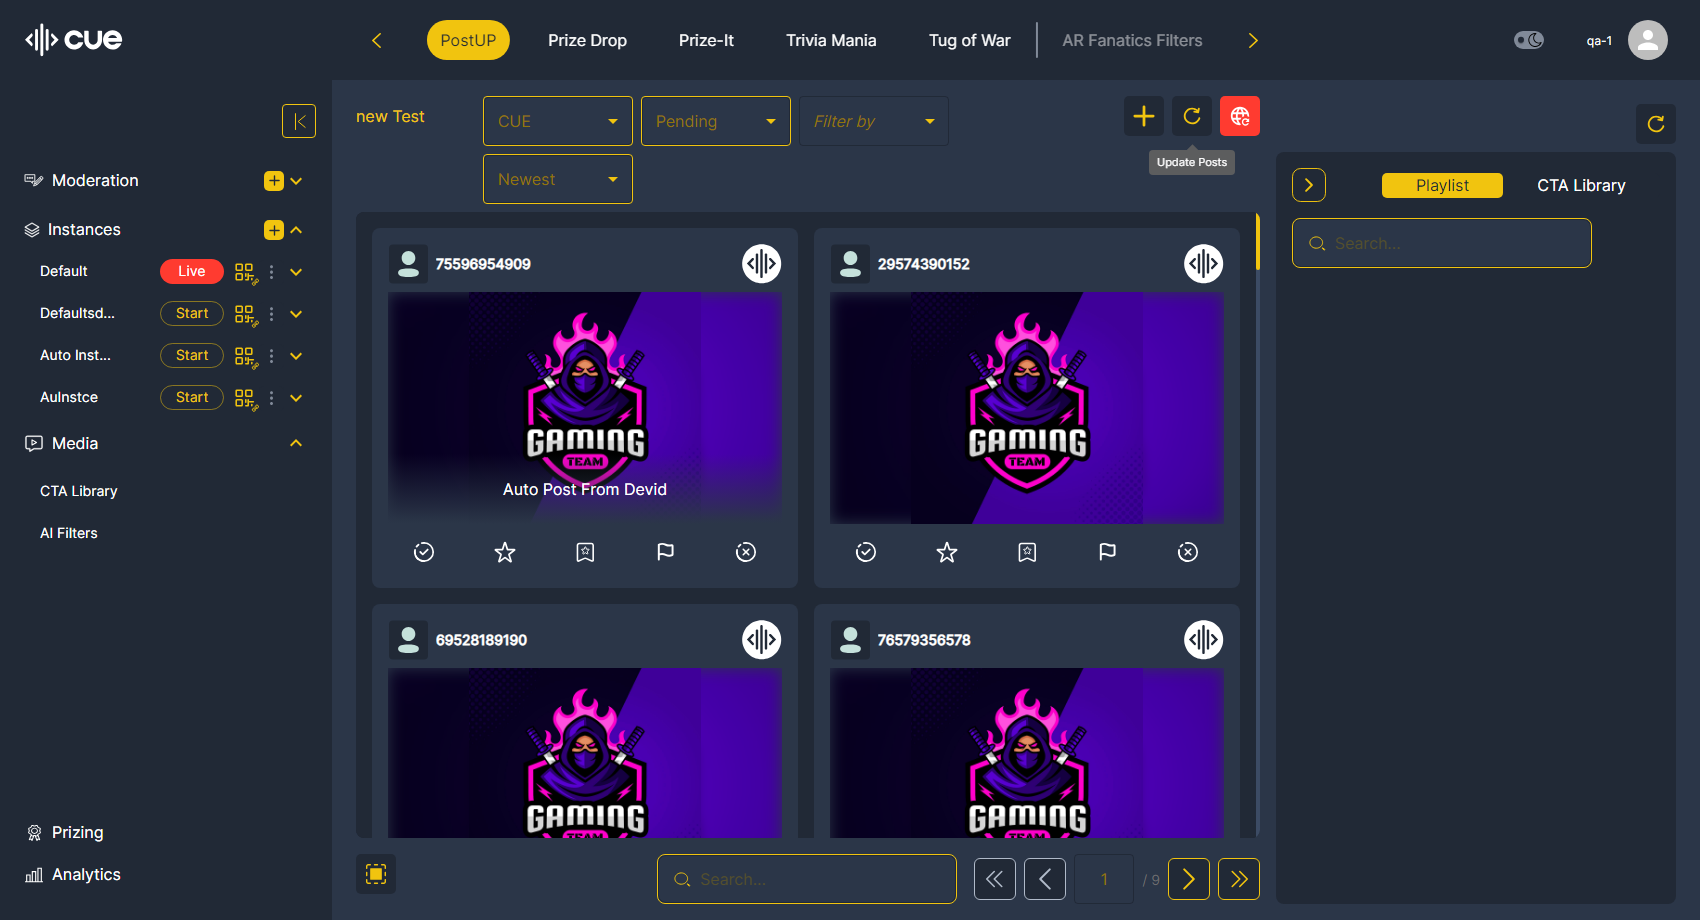 cue
PostUP
Prize Drop
Prize-It
Trivia Mania
Tug of War
AR Fanatics Filters
qa-1
new Test
CUE
Pending
Filter by
Newest
Update Posts
Moderation
Instances
Default
Live
Defaultsd...
Start
Auto Inst...
Start
AuInstce
Start
Media
CTA Library
AI Filters
Prizing
Analytics
75596954909
GAMING
TEAM
Auto Post From Devid
29574390152
GAMING
TEAM
69528189190
GAMING
TEAM
76579356578
GAMING
TEAM
Search...
1
/ 9
Playlist
CTA Library
Search...